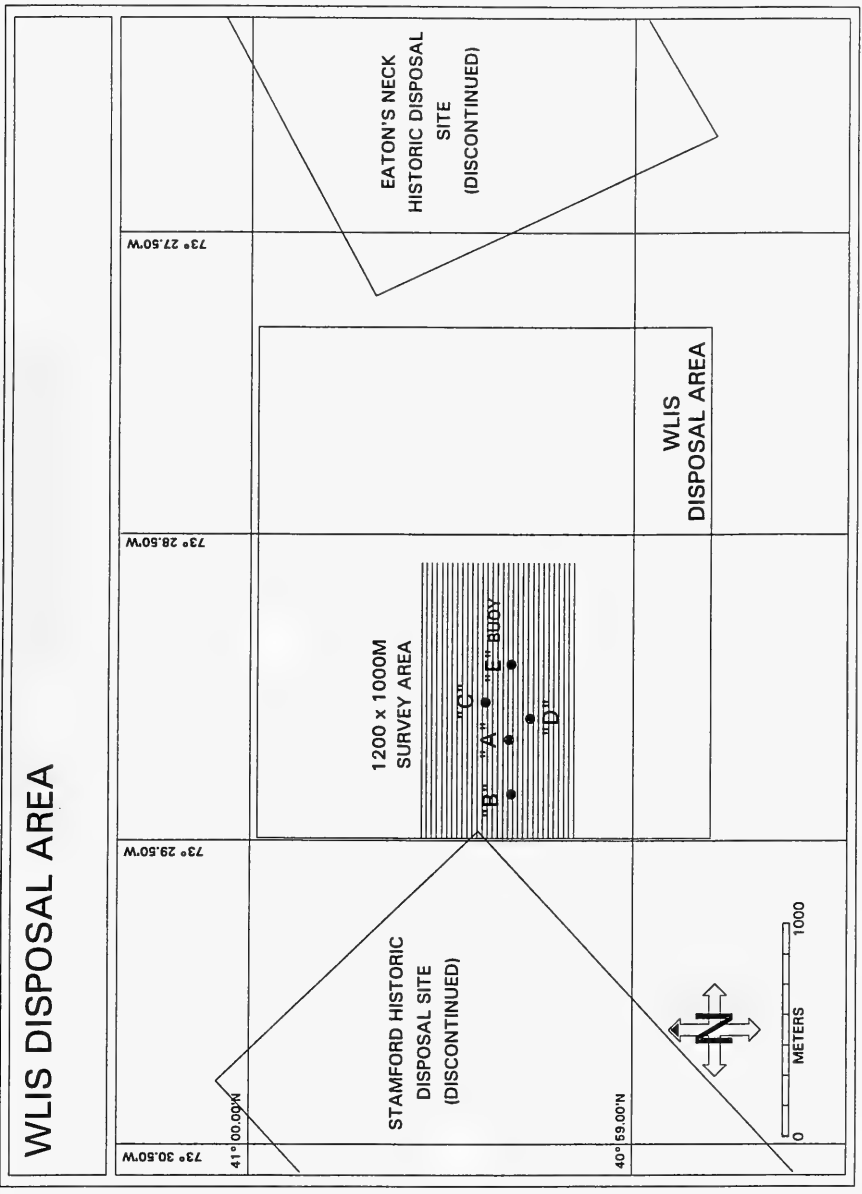 WLIS DISPOSAL AREA
73° 30.50'W
73° 29.50'W
73° 28.50'W
73° 27.50'W
41° 00.00'N
40° 59.00'N
STAMFORD HISTORIC
DISPOSAL SITE
(DISCONTINUED)
1200 x 1000M
SURVEY AREA
"C"
"B" "A" "E" BUOY
"D"
EATON'S NECK
HISTORIC DISPOSAL
SITE
(DISCONTINUED)
WLIS
DISPOSAL AREA
N
0 METERS 1000